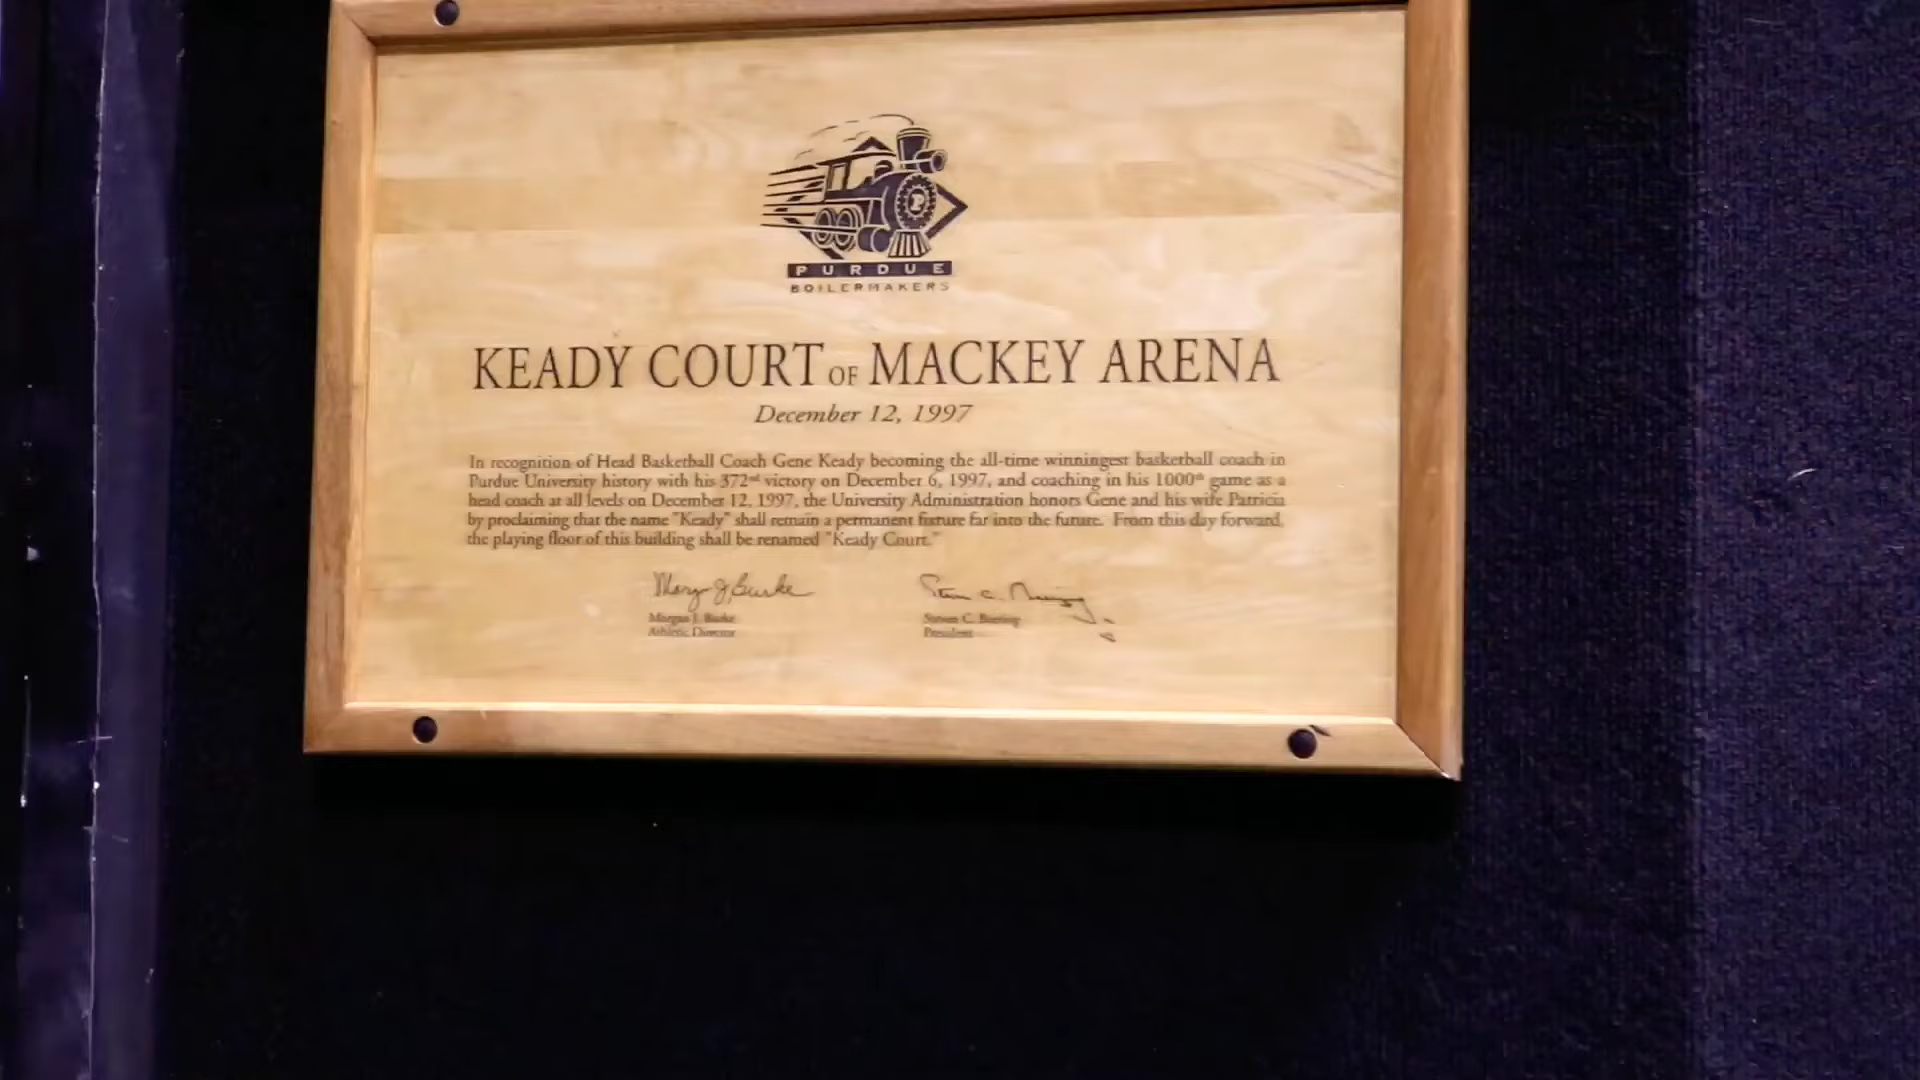 P
PURDUE
BOILERMAKERS
KEADY COURT OF MACKEY ARENA
December 12, 1997
In recognition of Head Basketball Coach Gene Keady becoming the all-time winningest basketball coach in
Purdue University history with his 372nd victory on December 6, 1997, and coaching in his 1000th game as a
head coach at all levels on December 12, 1997, the University Administration honors Gene and his wife Patricia
by proclaiming that the name "Keady" shall remain a permanent fixture far into the future. From this day forward,
the playing floor of this building shall be renamed "Keady Court."
Morgan J. Burke
Steven C. Beering
Athletic Director
President